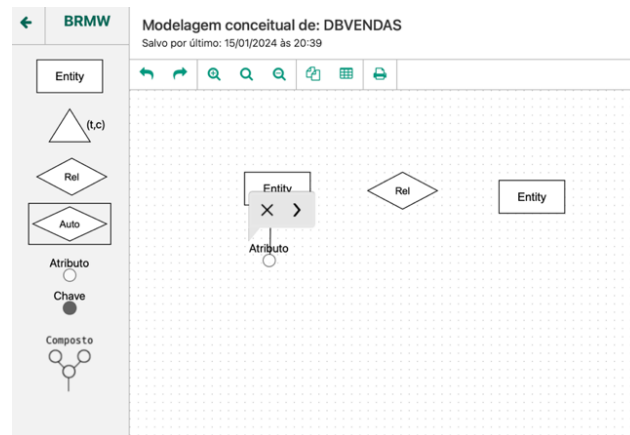 BRMW
Modelagem conceitual de: DBVENDAS
Salvo por último: 15/01/2024 às 20:39
Entity
(t,c)
Rel
Auto
Atributo
Chave
Composto
Entity
Rel
Entity
Atributo